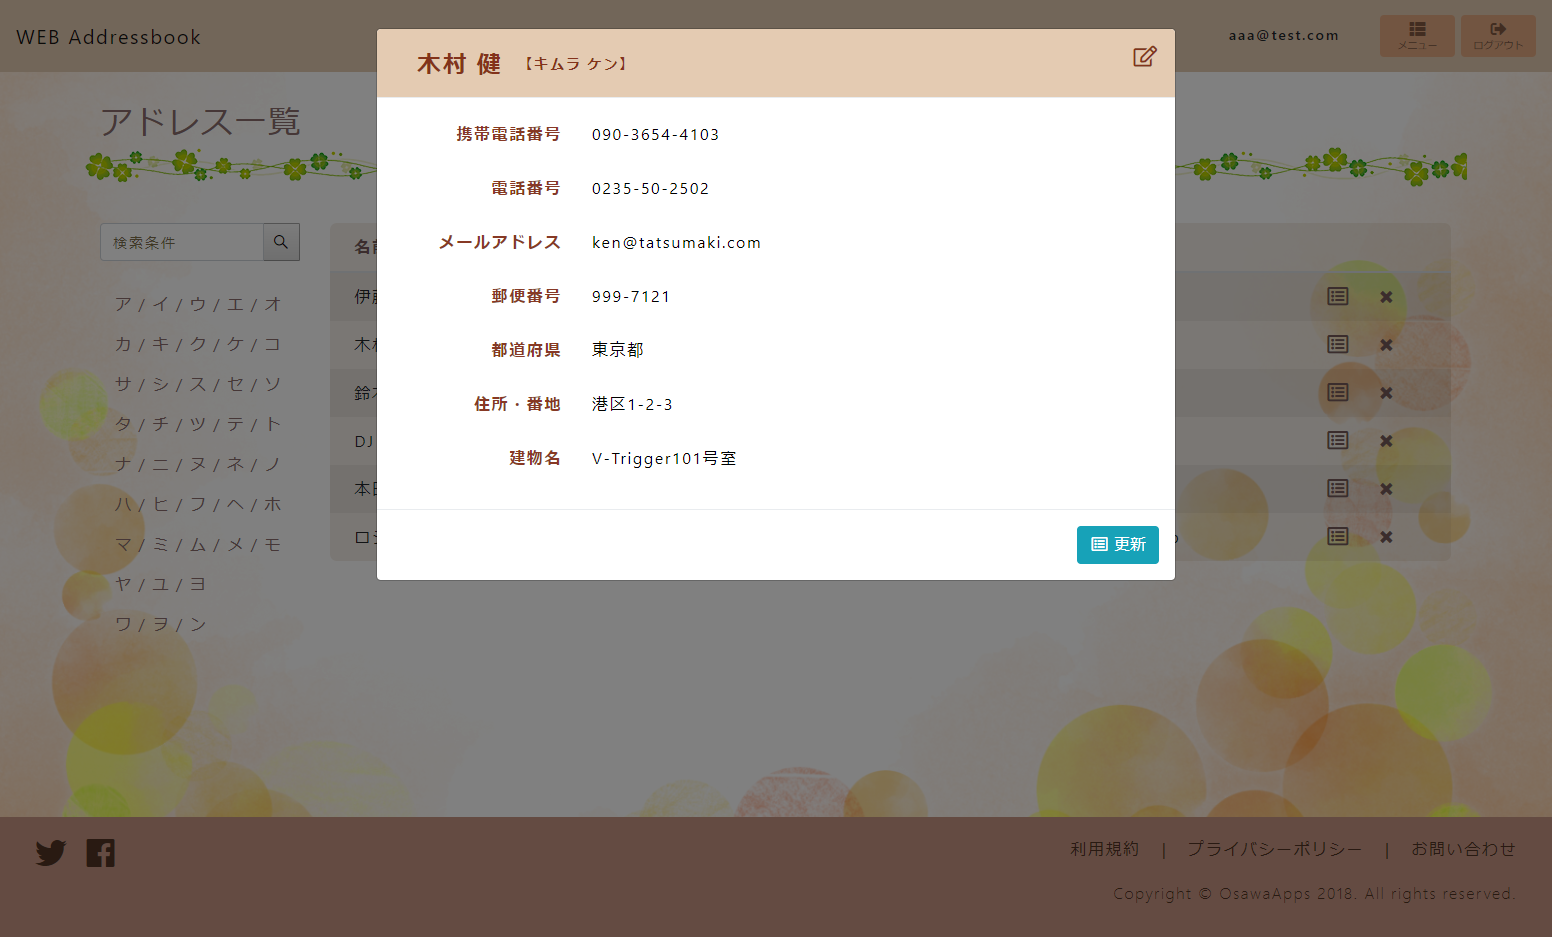 WEB Addressbook
aaa@test.com
メニュー
ログアウト
アドレス一覧
検索条件
ア / イ / ウ / エ / オ
カ / キ / ク / ケ / コ
サ / シ / ス / セ / ソ
タ / チ / ツ / テ / ト
ナ / ニ / ヌ / ネ / ノ
ハ / ヒ / フ / ヘ / ホ
マ / ミ / ム / メ / モ
ヤ / ユ / ヨ
ワ / ヲ / ン
名
伊
木
鈴
DJ
本
ロ
木村 健 【キムラ ケン】
携帯電話番号 090-3654-4103
電話番号 0235-50-2502
メールアドレス ken@tatsumaki.com
郵便番号 999-7121
都道府県 東京都
住所・番地 港区1-2-3
建物名 V-Trigger101号室
更新
利用規約 | プライバシーポリシー | お問い合わせ
Copyright © OsawaApps 2018. All rights reserved.